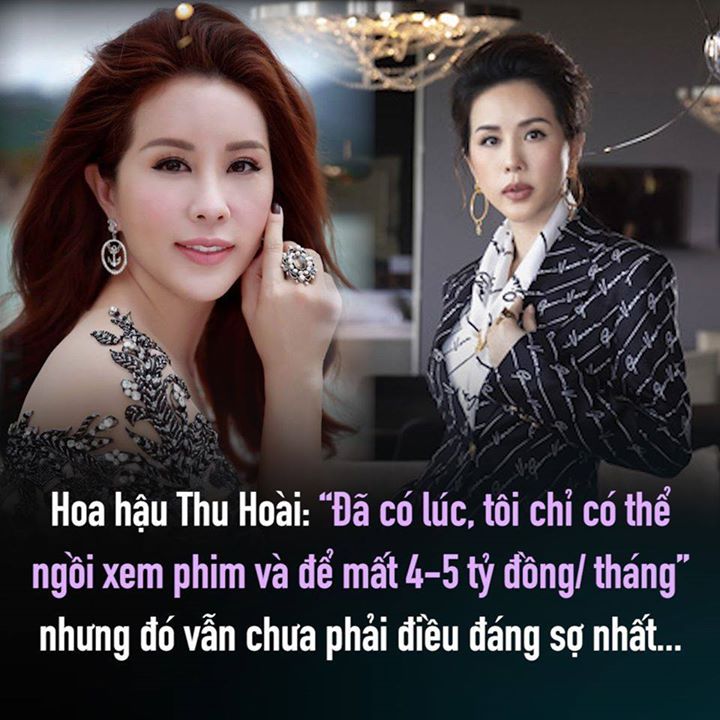 Hoa hậu Thu Hoài: “Đã có lúc, tôi chỉ có thể
ngồi xem phim và để mất 4-5 tỷ đồng/ tháng”
nhưng đó vẫn chưa phải điều đáng sợ nhất...